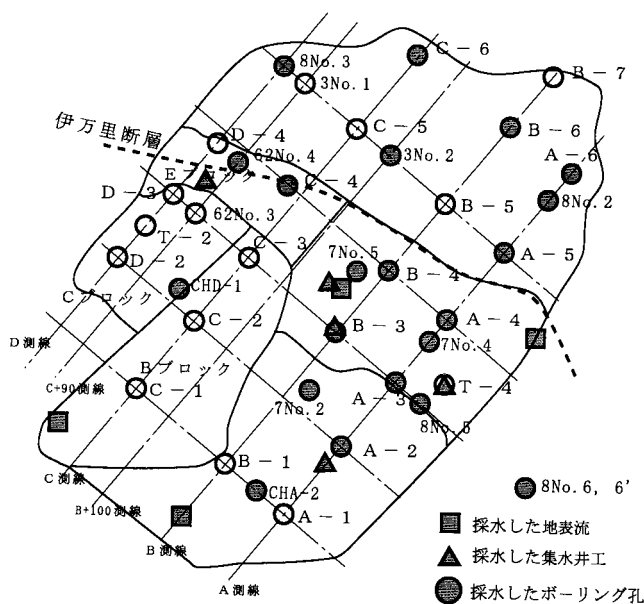 8No.3
C－6
3No.1
B－7
伊万里断層
D－4
C－5
B－6
62No.4
3No.2
A－6
Eブロック
C－4
D－3
8No.2
62No.3
B－5
T－2
C－3
A－5
D－2
7No.5
B－4
Cブロック
CHD-1
C－2
B－3
A－4
D測線
7No.4
Bブロック
C+90測線
C－1
7No.2
A－3
T－4
8No.5
A－2
C測線
B－1
B+100測線
CHA-2
8No.6, 6'
A－1
B測線
A測線
採水した地表流
採水した集水井工
採水したボーリング孔